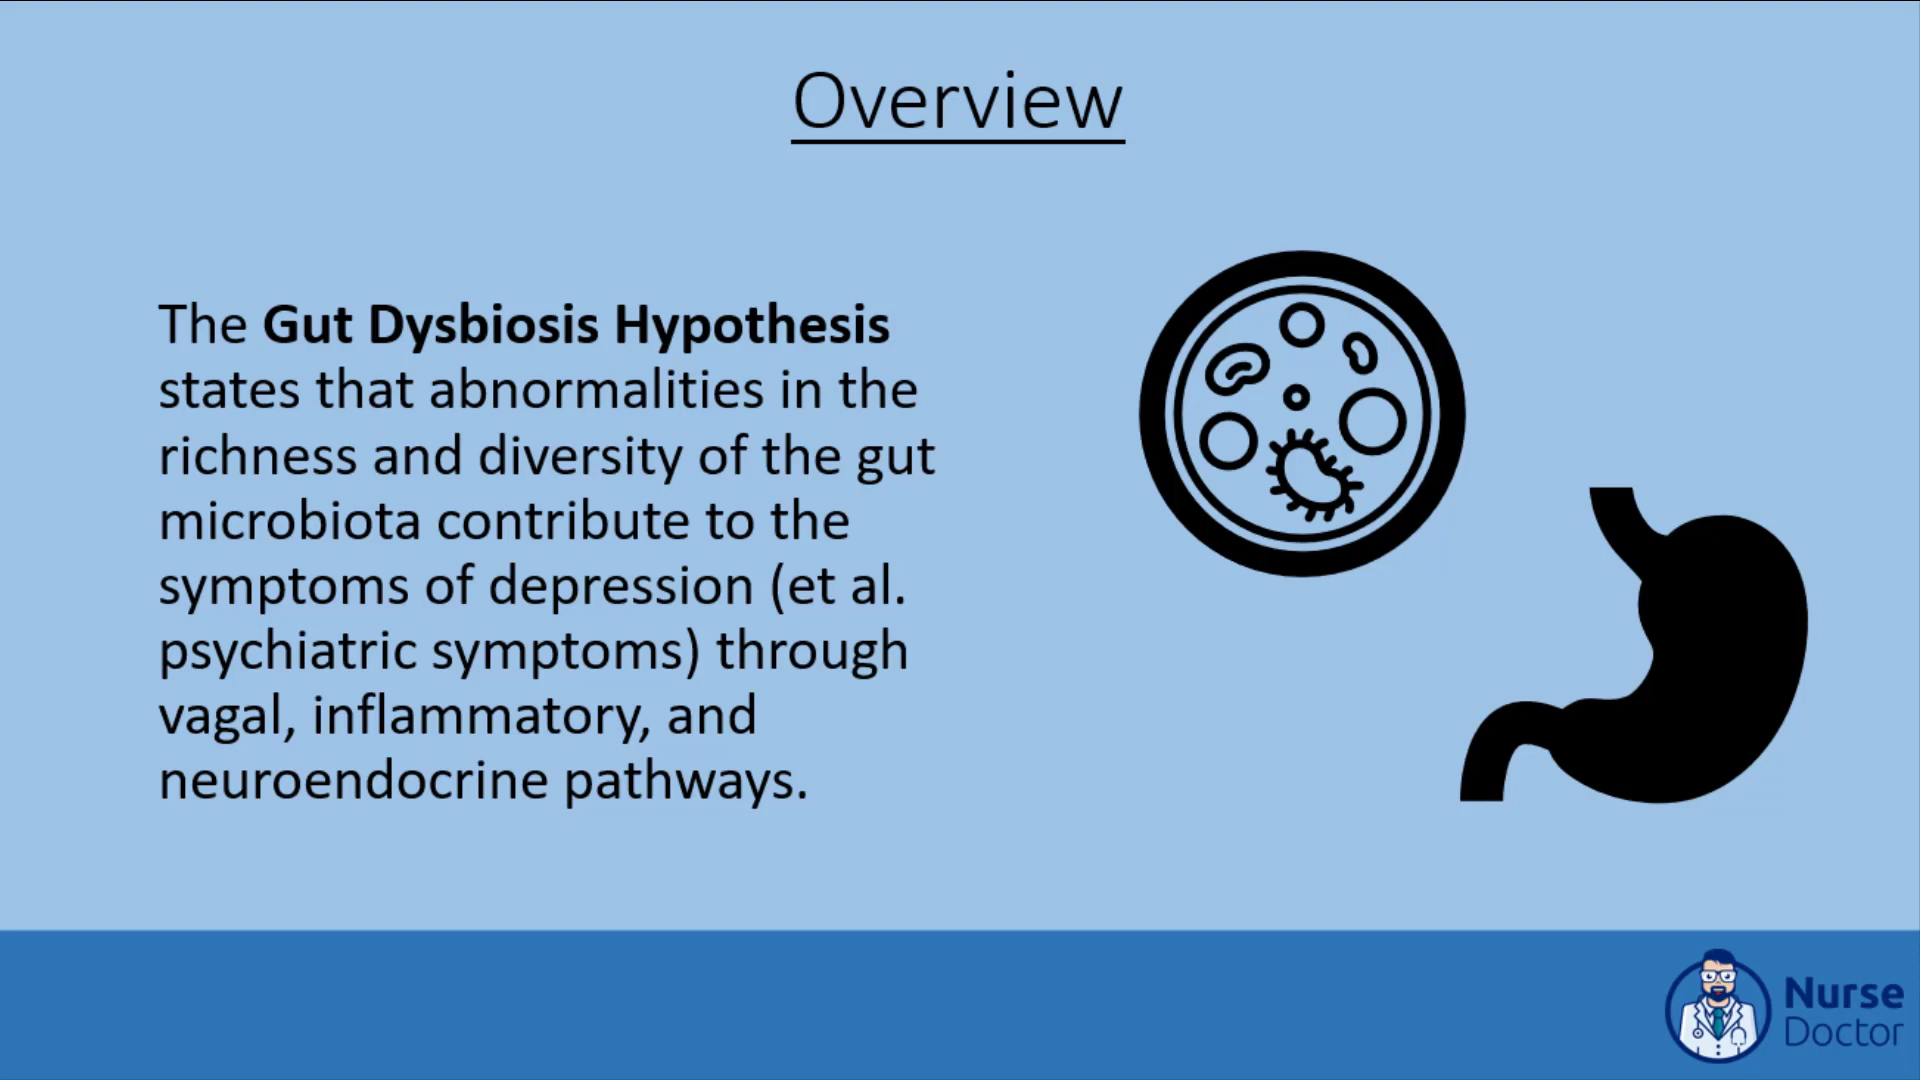 Overview
The Gut Dysbiosis Hypothesis
states that abnormalities in the
richness and diversity of the gut
microbiota contribute to the
symptoms of depression (et al.
psychiatric symptoms) through
vagal, inflammatory, and
neuroendocrine pathways.
Nurse
Doctor